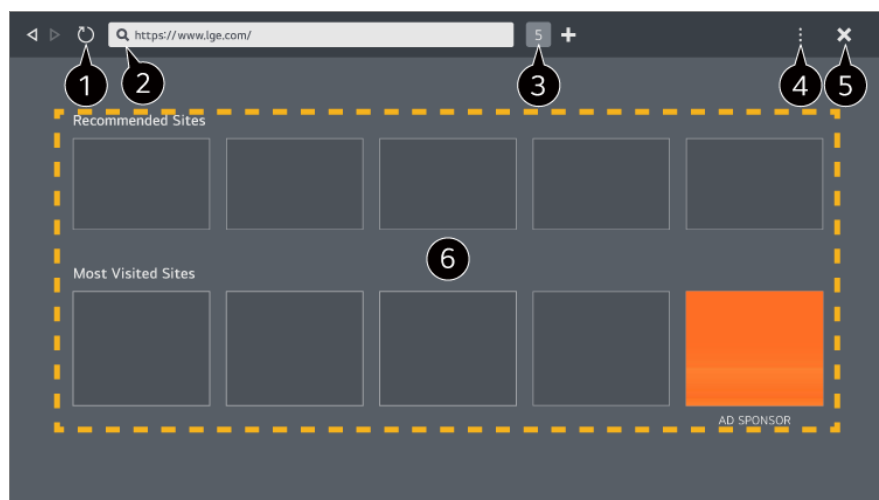 https://www.lge.com/ 5
1 2 3 4 5
Recommended Sites
6
Most Visited Sites
AD SPONSOR